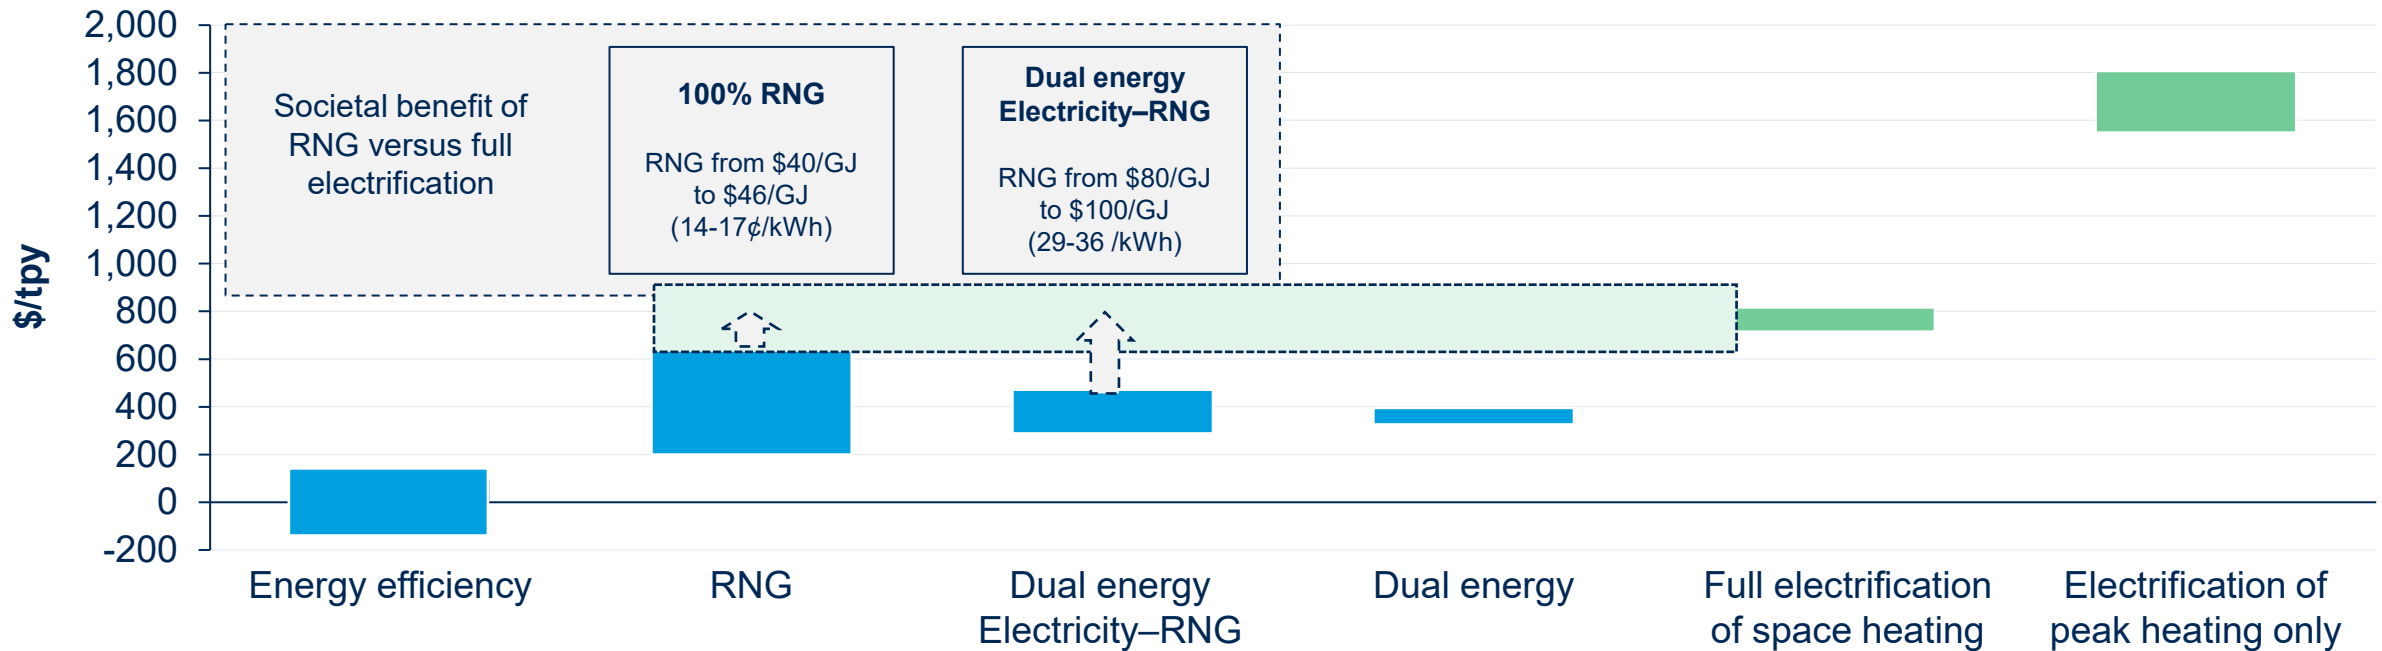 $/tpy
2,000
1,800
1,600
1,400
1,200
1,000
800
600
400
200
0
-200
Societal benefit of
RNG versus full
electrification
100% RNG
RNG from $40/GJ
to $46/GJ
(14-17¢/kWh)
Dual energy
Electricity–RNG
RNG from $80/GJ
to $100/GJ
(29-36 /kWh)
Energy efficiency
RNG
Dual energy
Electricity–RNG
Dual energy
Full electrification
of space heating
Electrification of
peak heating only